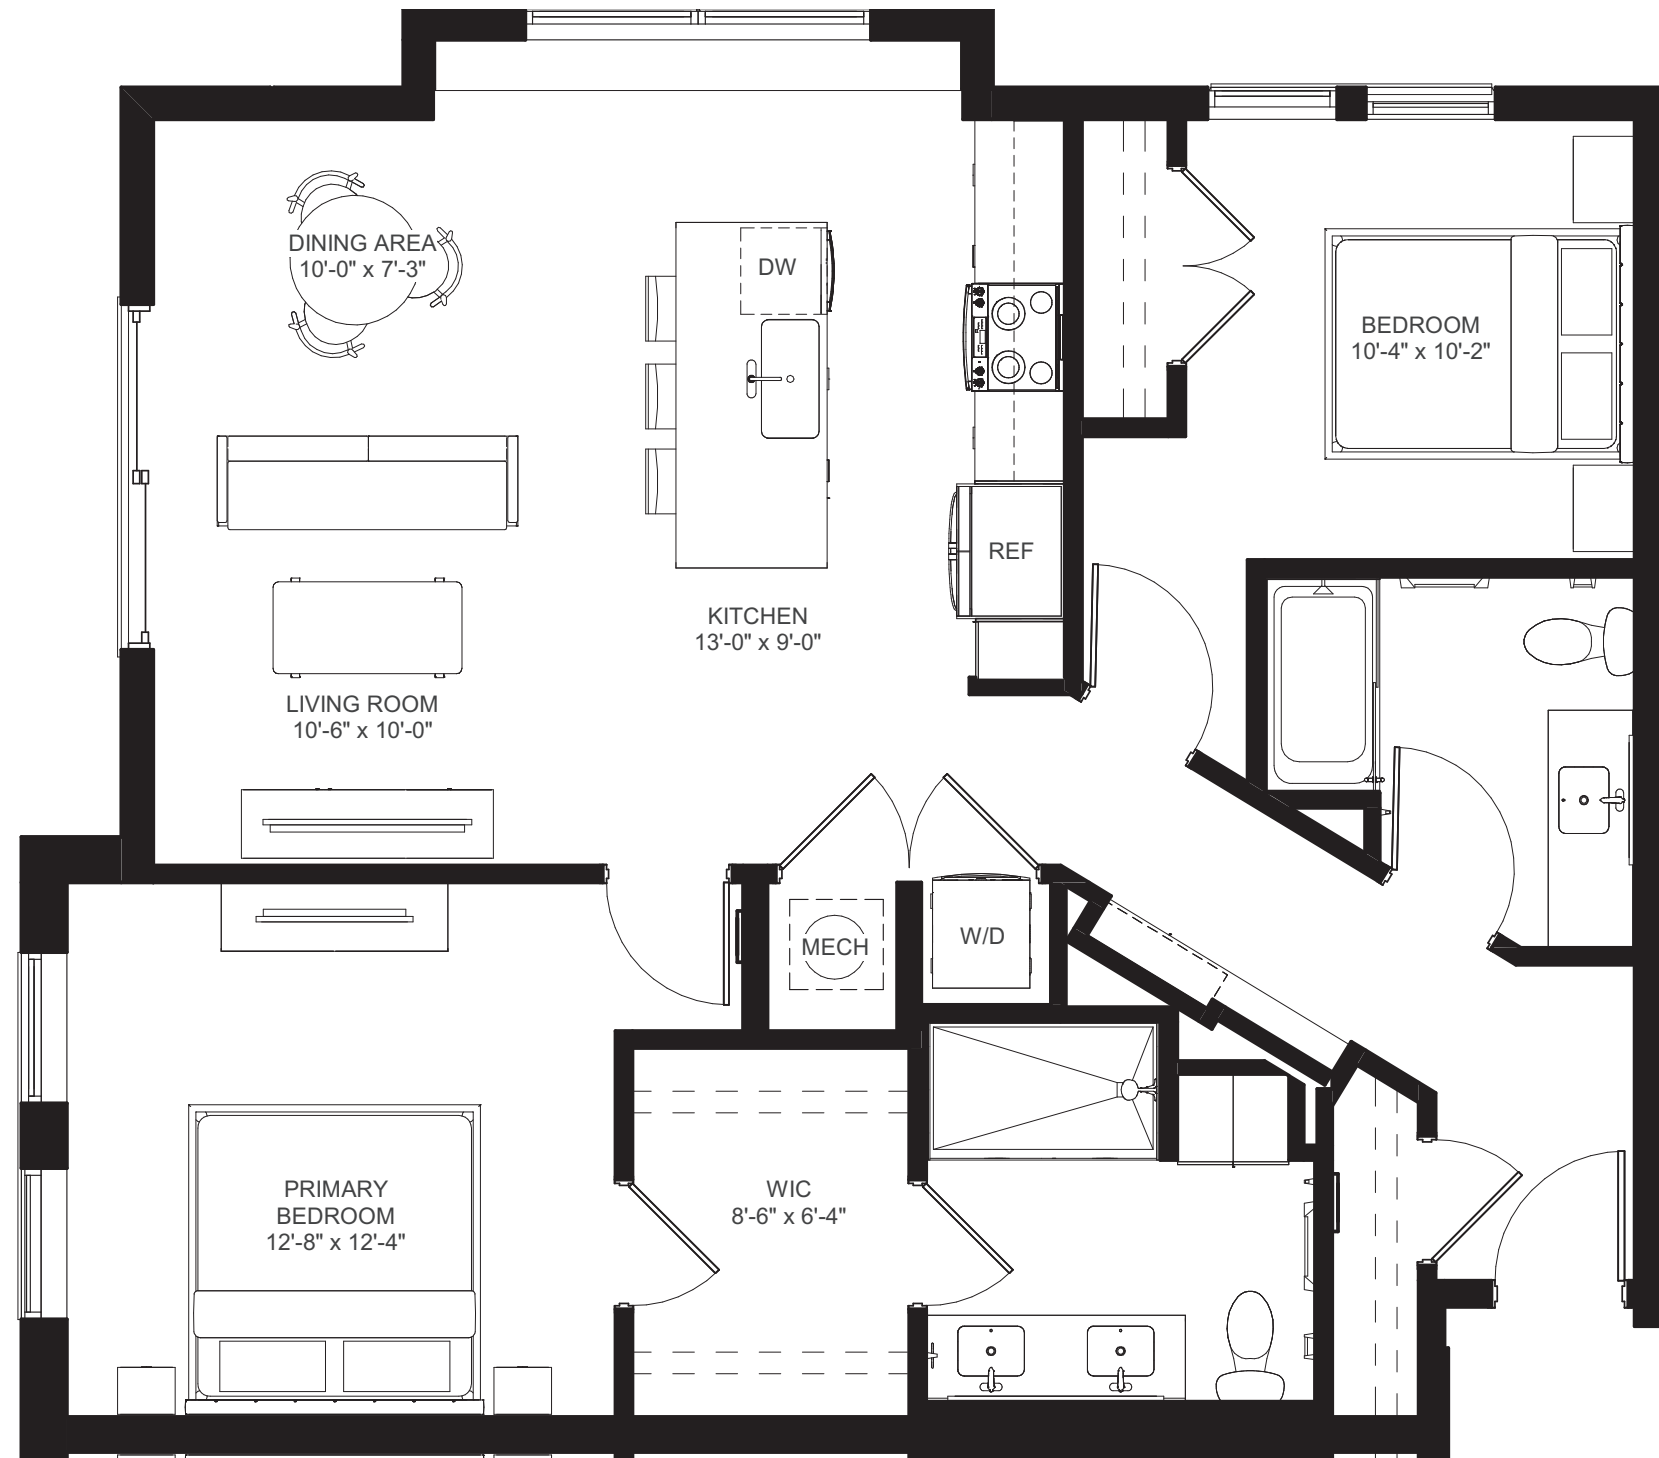 DINING AREA
10'-0" x 7'-3"
DW
BEDROOM
10'-4" x 10'-2"
REF
KITCHEN
13'-0" x 9'-0"
LIVING ROOM
10'-6" x 10'-0"
MECH
W/D
PRIMARY
BEDROOM
12'-8" x 12'-4"
WIC
8'-6" x 6'-4"